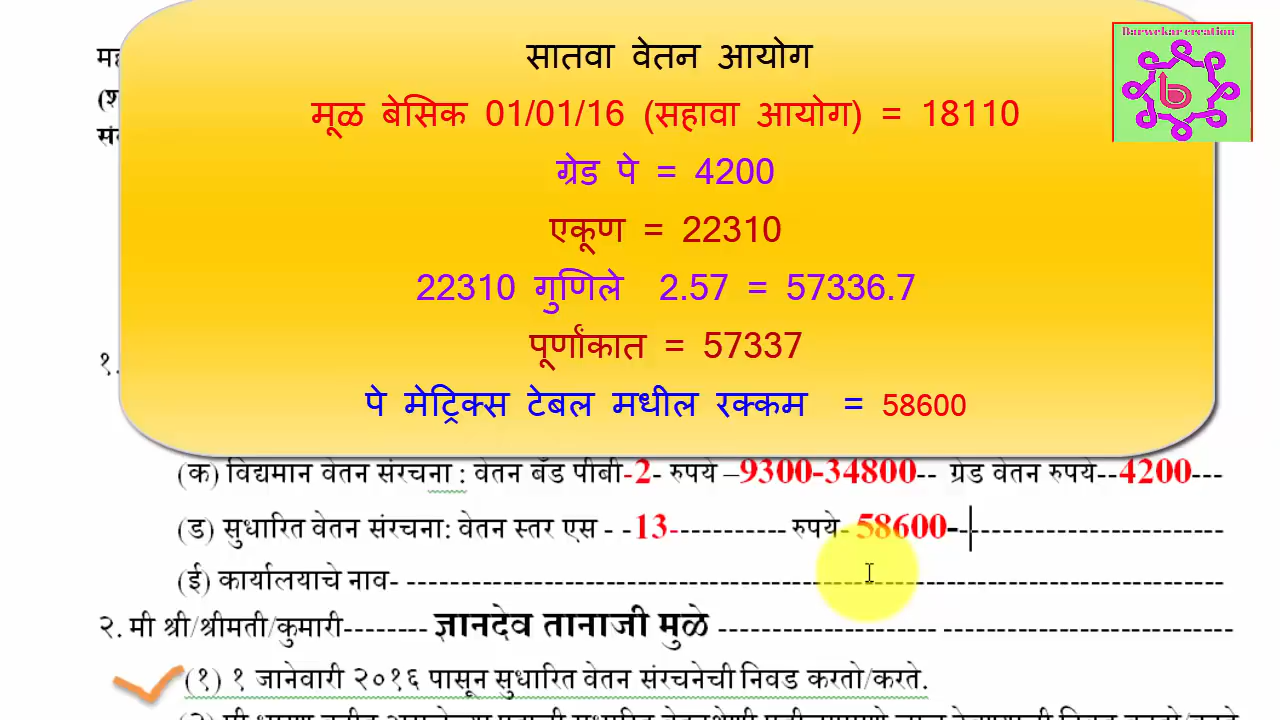 Barwekar creation
सातवा वेतन आयोग
मूळ बेसिक 01/01/16 (सहावा आयोग) = 18110
ग्रेड पे = 4200
एकूण = 22310
22310 गुणिले 2.57 = 57336.7
पूर्णांकात = 57337
पे मेट्रिक्स टेबल मधील रक्कम = 58600
१.
(क) विद्यमान वेतन संरचना : वेतन बँड पीबी-2- रुपये –9300-34800-- ग्रेड वेतन रुपये--4200---
(ड) सुधारित वेतन संरचना: वेतन स्तर एस - -13----------- रुपये- 58600--------------------
(ई) कार्यालयाचे नाव- ------------------------------------------------------------
२. मी श्री/श्रीमती/कुमारी-------- ज्ञानदेव तानाजी मुळे -------------------- ---------------------------
(१) १ जानेवारी २०१६ पासून सुधारित वेतन संरचनेची निवड करतो/करते.